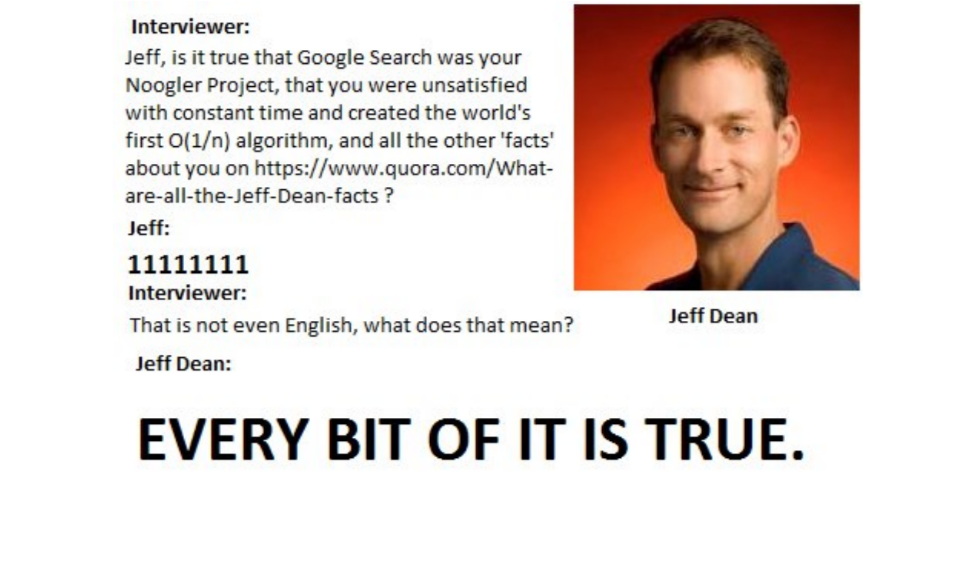 Interviewer:
Jeff, is it true that Google Search was your
Noogler Project, that you were unsatisfied
with constant time and created the world's
first O(1/n) algorithm, and all the other 'facts'
about you on https://www.quora.com/What-
are-all-the-Jeff-Dean-facts ?
Jeff:
11111111
Interviewer:
That is not even English, what does that mean?
Jeff Dean
Jeff Dean:
EVERY BIT OF IT IS TRUE.